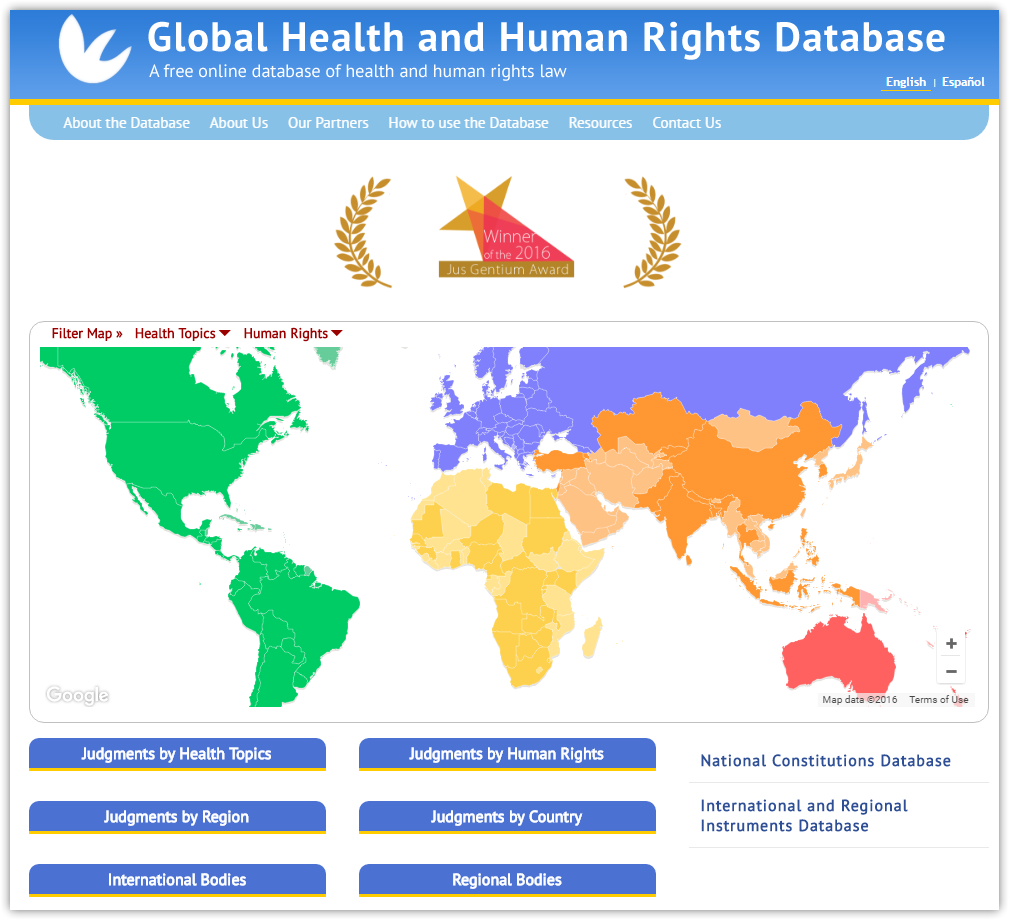 Global Health and Human Rights Database
A free online database of health and human rights law
English | Español
About the Database About Us Our Partners How to use the Database Resources Contact Us
Winner
of the 2016
Jus Gentium Award
Filter Map » Health Topics Human Rights
+
−
Google
Map data ©2016 Terms of Use
Judgments by Health Topics
Judgments by Human Rights
National Constitutions Database
International and Regional
Instruments Database
Judgments by Region
Judgments by Country
International Bodies
Regional Bodies